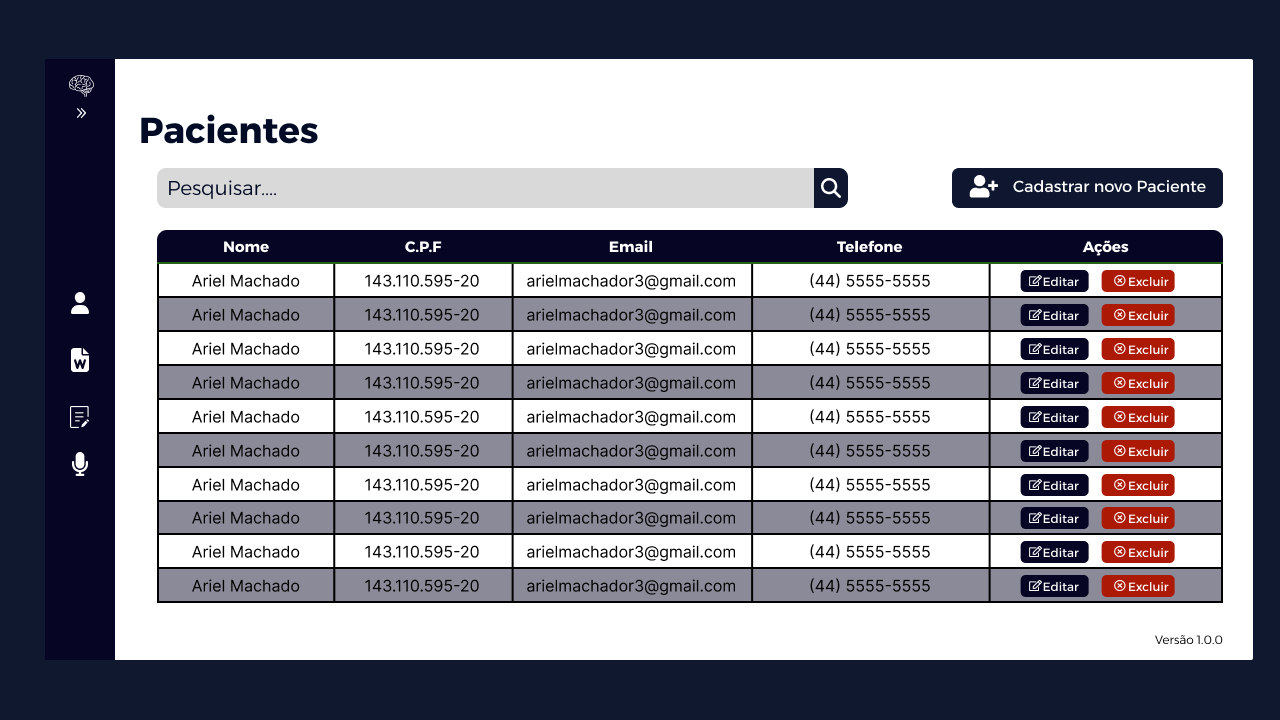 Pacientes
Pesquisar....
Cadastrar novo Paciente
Nome C.P.F Email Telefone Ações
Ariel Machado 143.110.595-20 arielmachador3@gmail.com (44) 5555-5555 Editar Excluir
Ariel Machado 143.110.595-20 arielmachador3@gmail.com (44) 5555-5555 Editar Excluir
Ariel Machado 143.110.595-20 arielmachador3@gmail.com (44) 5555-5555 Editar Excluir
Ariel Machado 143.110.595-20 arielmachador3@gmail.com (44) 5555-5555 Editar Excluir
Ariel Machado 143.110.595-20 arielmachador3@gmail.com (44) 5555-5555 Editar Excluir
Ariel Machado 143.110.595-20 arielmachador3@gmail.com (44) 5555-5555 Editar Excluir
Ariel Machado 143.110.595-20 arielmachador3@gmail.com (44) 5555-5555 Editar Excluir
Ariel Machado 143.110.595-20 arielmachador3@gmail.com (44) 5555-5555 Editar Excluir
Ariel Machado 143.110.595-20 arielmachador3@gmail.com (44) 5555-5555 Editar Excluir
Ariel Machado 143.110.595-20 arielmachador3@gmail.com (44) 5555-5555 Editar Excluir
Versão 1.0.0